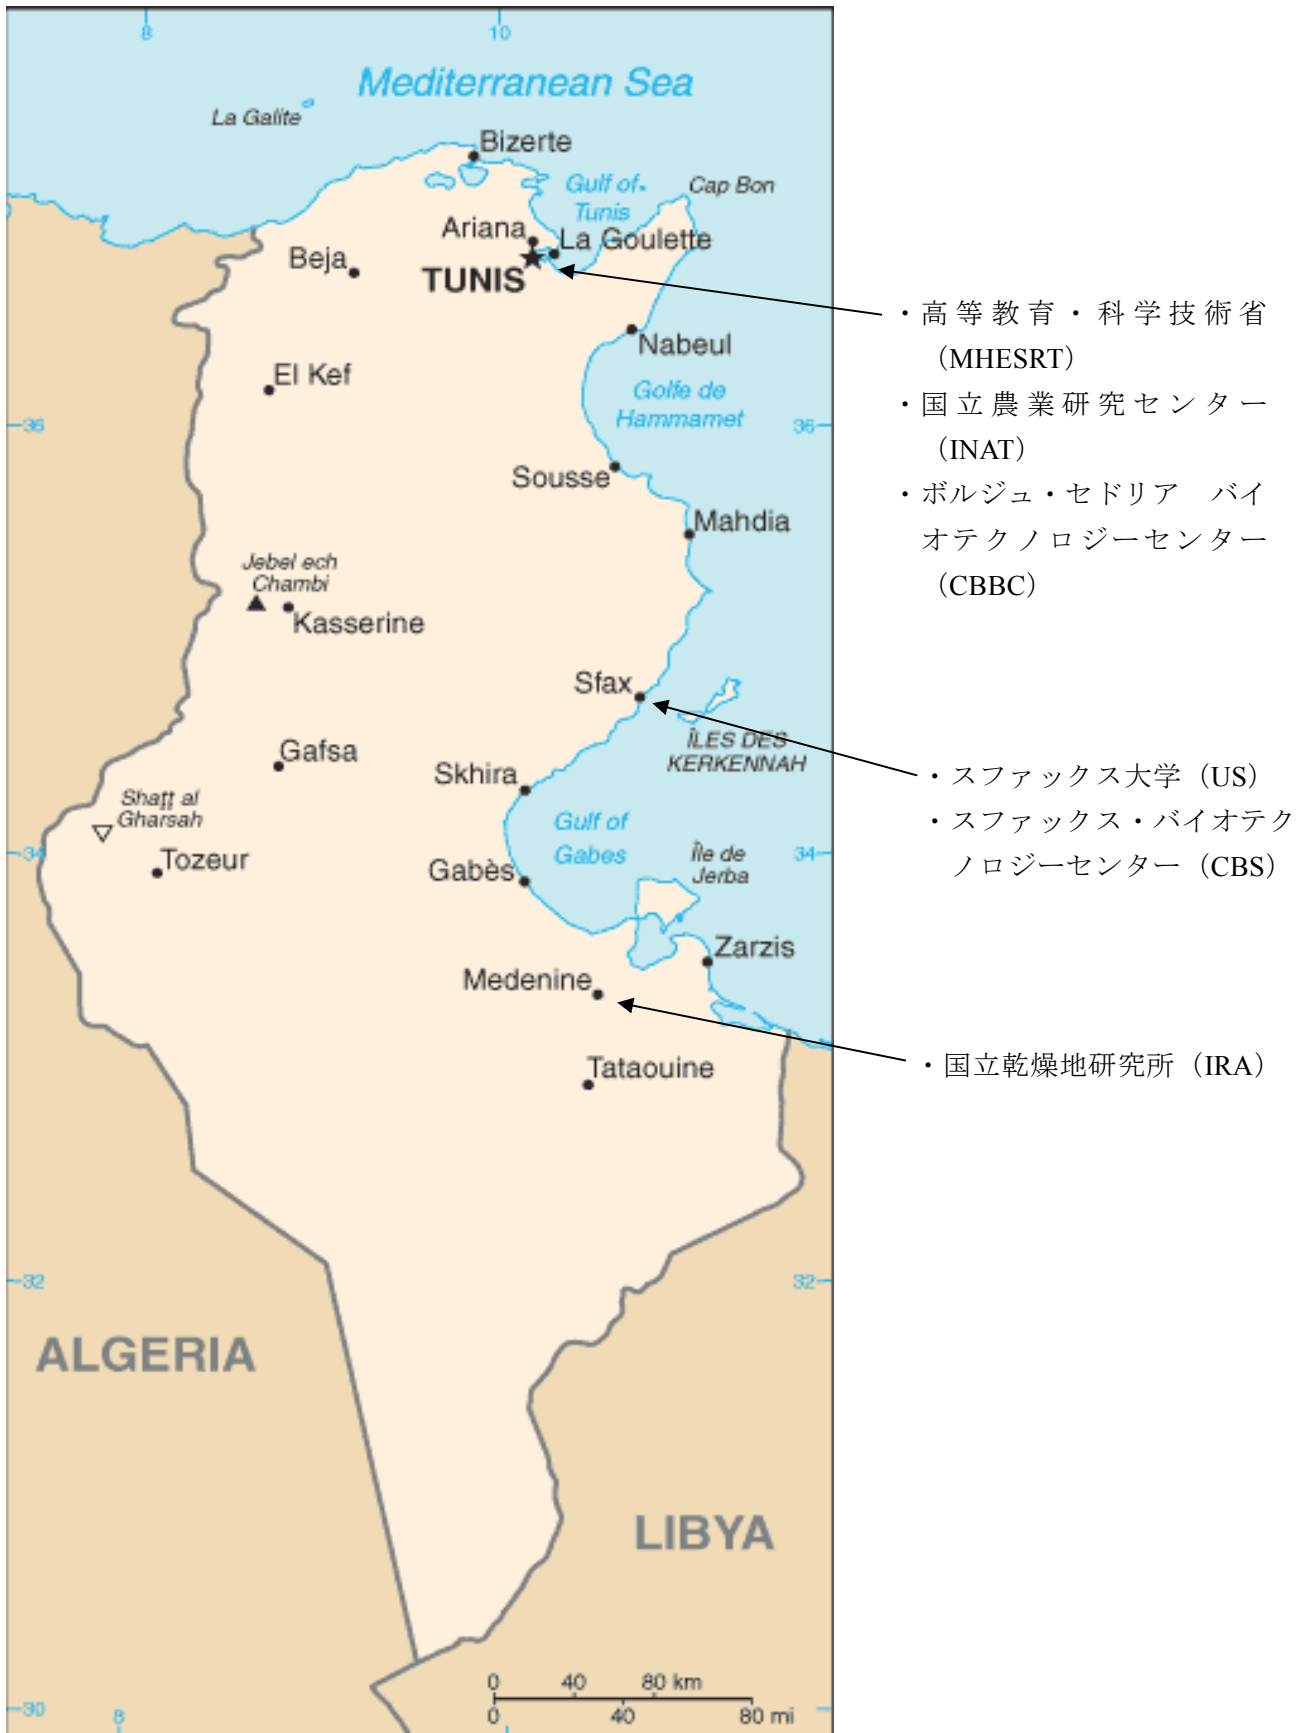 8
10
Mediterranean Sea
La Galite
Bizerte
Gulf of
Tunis
Cap Bon
Ariana
La Goulette
Beja
TUNIS
・高等教育・科学技術省
（MHESRT）
Nabeul
El Kef
Golfe de
Hammamet
・国立農業研究センター
（INAT）
36
36
Sousse
・ボルジュ・セドリア　バイ
オテクノロジーセンター
（CBBC）
Mahdia
Jebel ech
Chambi
Kasserine
Sfax
ÎLES DES
KERKENNAH
Gafsa
Skhira
・スファックス大学（US）
・スファックス・バイオテク
ノロジーセンター（CBS）
Shaţţ al
Gharsah
Gulf of
Gabes
34
34
Tozeur
Gabès
Île de
Jerba
Zarzis
Medenine
・国立乾燥地研究所（IRA）
Tataouine
32
32
ALGERIA
LIBYA
0 40 80 km
0 40 80 mi
30
8